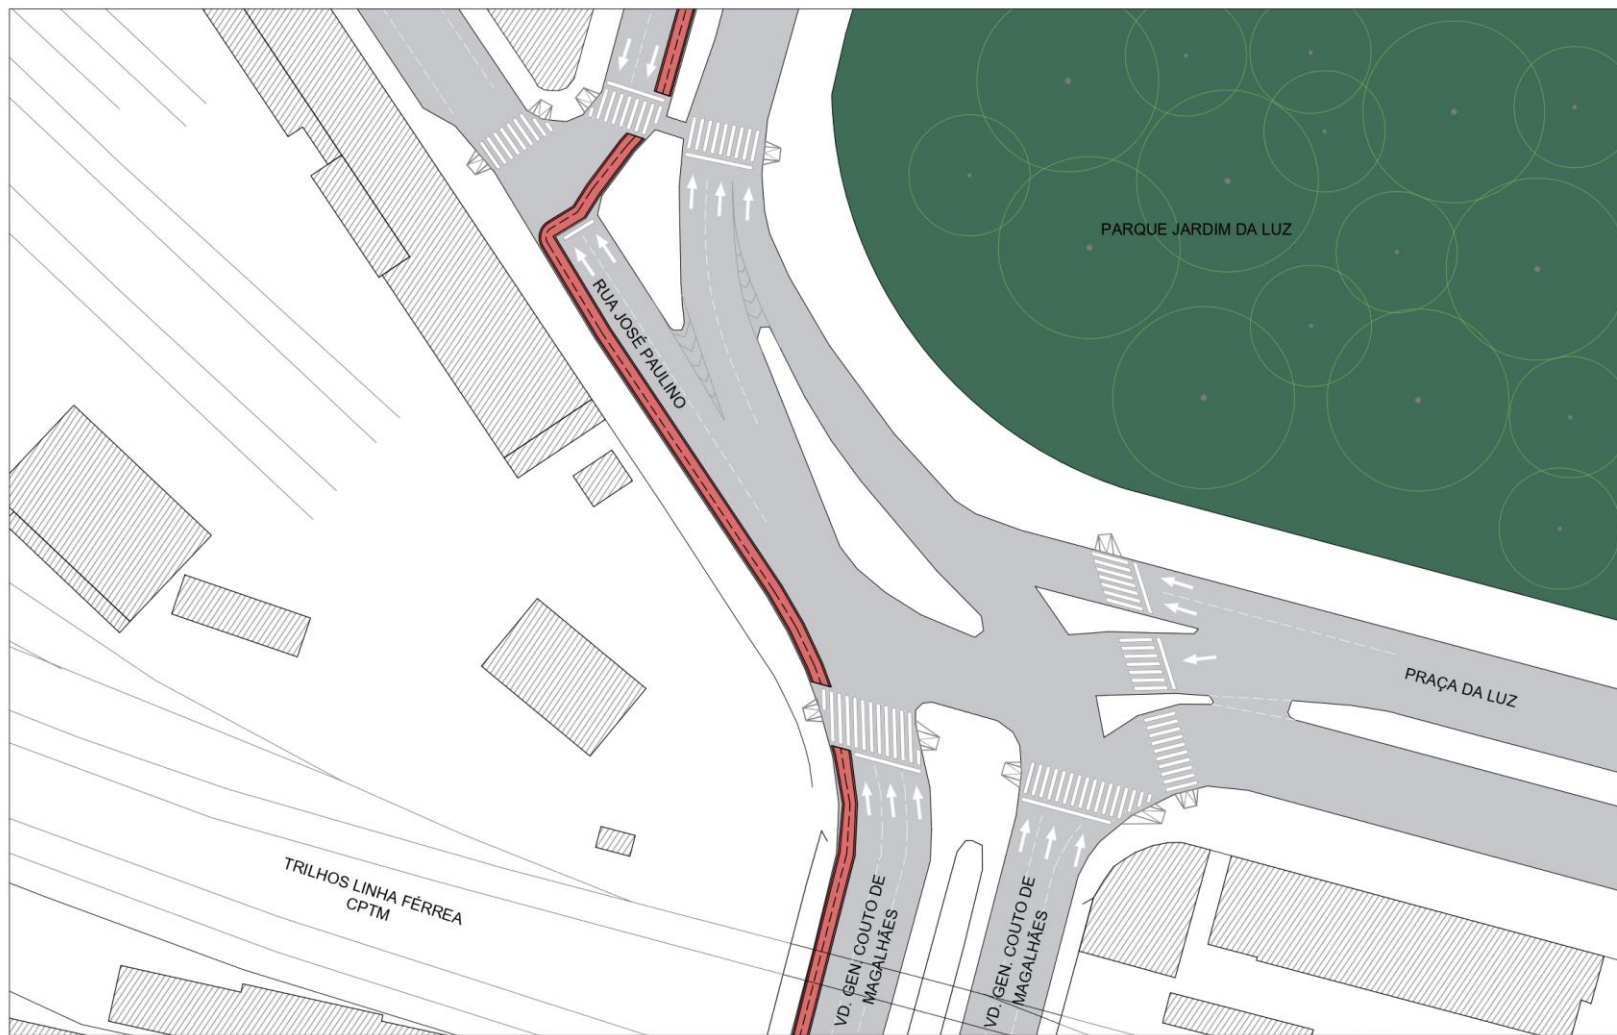 PARQUE JARDIM DA LUZ
RUA JOSÉ PAULINO
PRAÇA DA LUZ
TRILHOS LINHA FÉRREA
CPTM
VD. GEN. COUTO DE
MAGALHÃES
VD. GEN. COUTO DE
MAGALHÃES